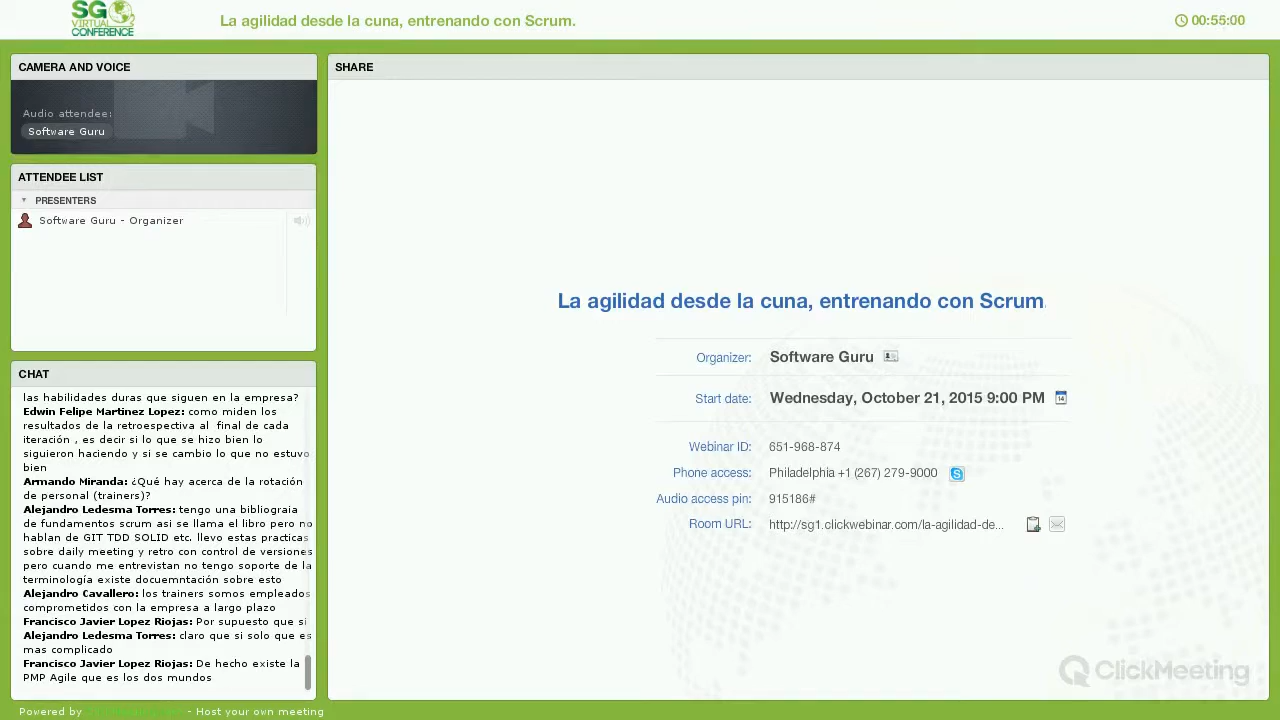 SG
VIRTUAL
CONFERENCE
La agilidad desde la cuna, entrenando con Scrum.
00:55:00
CAMERA AND VOICE
Audio attendee:
Software Guru
ATTENDEE LIST
PRESENTERS
Software Guru - Organizer
CHAT
las habilidades duras que siguen en la empresa?
Edwin Felipe Martinez Lopez: como miden los
resultados de la retroespectiva al final de cada
iteración , es decir si lo que se hizo bien lo
siguieron haciendo y si se cambio lo que no estuvo
bien
Armando Miranda: ¿Qué hay acerca de la rotación
de personal (trainers)?
Alejandro Ledesma Torres: tengo una bibliograia
de fundamentos scrum asi se llama el libro pero no
hablan de GIT TDD SOLID etc. llevo estas practicas
sobre daily meeting y retro con control de versiones
pero cuando me entrevistan no tengo soporte de la
terminología existe docuemntación sobre esto
Alejandro Cavallero: los trainers somos empleados
comprometidos con la empresa a largo plazo
Francisco Javier Lopez Riojas: Por supuesto que si
Alejandro Ledesma Torres: claro que si solo que es
mas complicado
Francisco Javier Lopez Riojas: De hecho existe la
PMP Agile que es los dos mundos
Powered by - Host your own meeting
SHARE
La agilidad desde la cuna, entrenando con Scrum.
Organizer: Software Guru
Start date: Wednesday, October 21, 2015 9:00 PM
14
Webinar ID: 651-968-874
Phone access: Philadelphia +1 (267) 279-9000
Audio access pin: 915186#
Room URL: http://sg1.clickwebinar.com/la-agilidad-de...
ClickMeeting